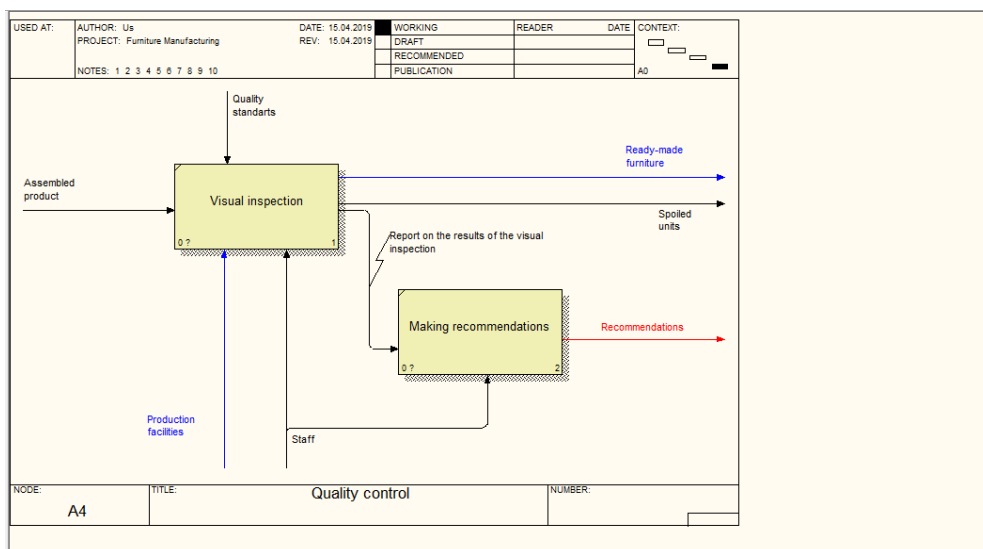 USED AT:
AUTHOR: Us
DATE: 15.04.2019
PROJECT: Furniture Manufacturing
REV: 15.04.2019
NOTES: 1 2 3 4 5 6 7 8 9 10
WORKING
DRAFT
RECOMMENDED
PUBLICATION
READER
DATE
CONTEXT:
A0
Quality
standarts
Ready-made
furniture
Assembled
product
Visual inspection
0 ?
1
Spoiled
units
Report on the results of the visual
inspection
Making recommendations
0 ?
2
Recommendations
Production
facilities
Staff
NODE:
A4
TITLE:
Quality control
NUMBER: